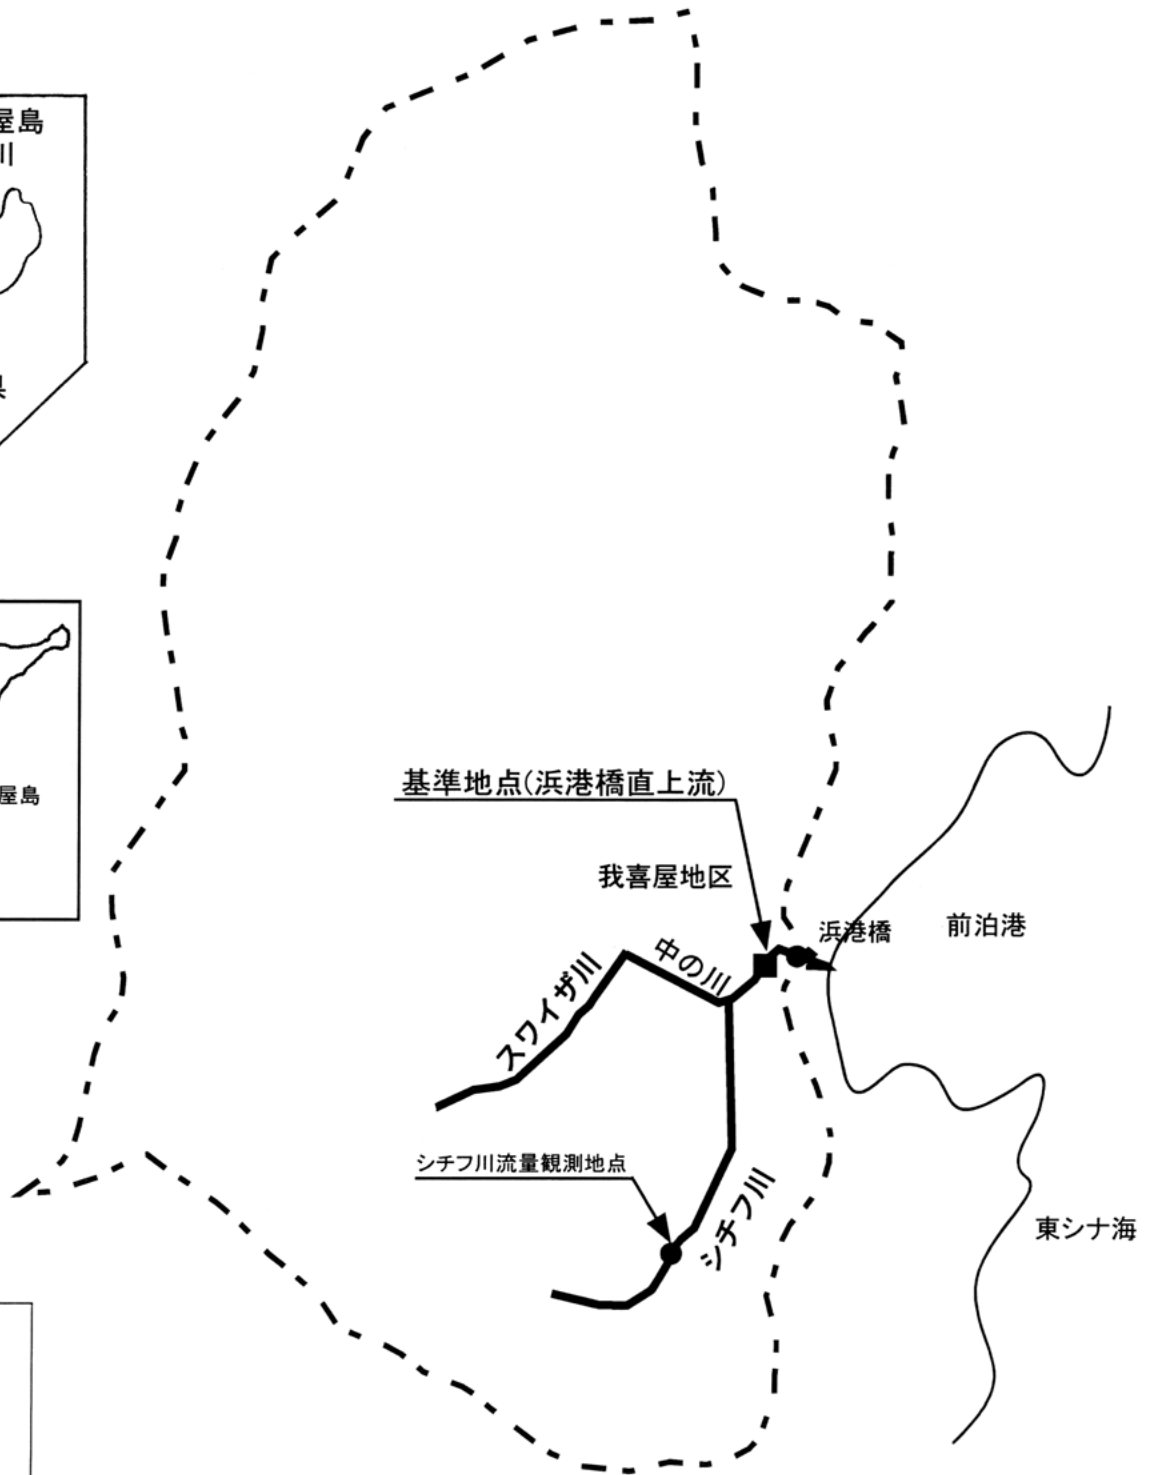 屋島
川
県
屋島
基準地点(浜港橋直上流)
我喜屋地区
浜港橋
前泊港
中の川
スワイザ川
シチフ川流量観測地点
シチフ川
東シナ海